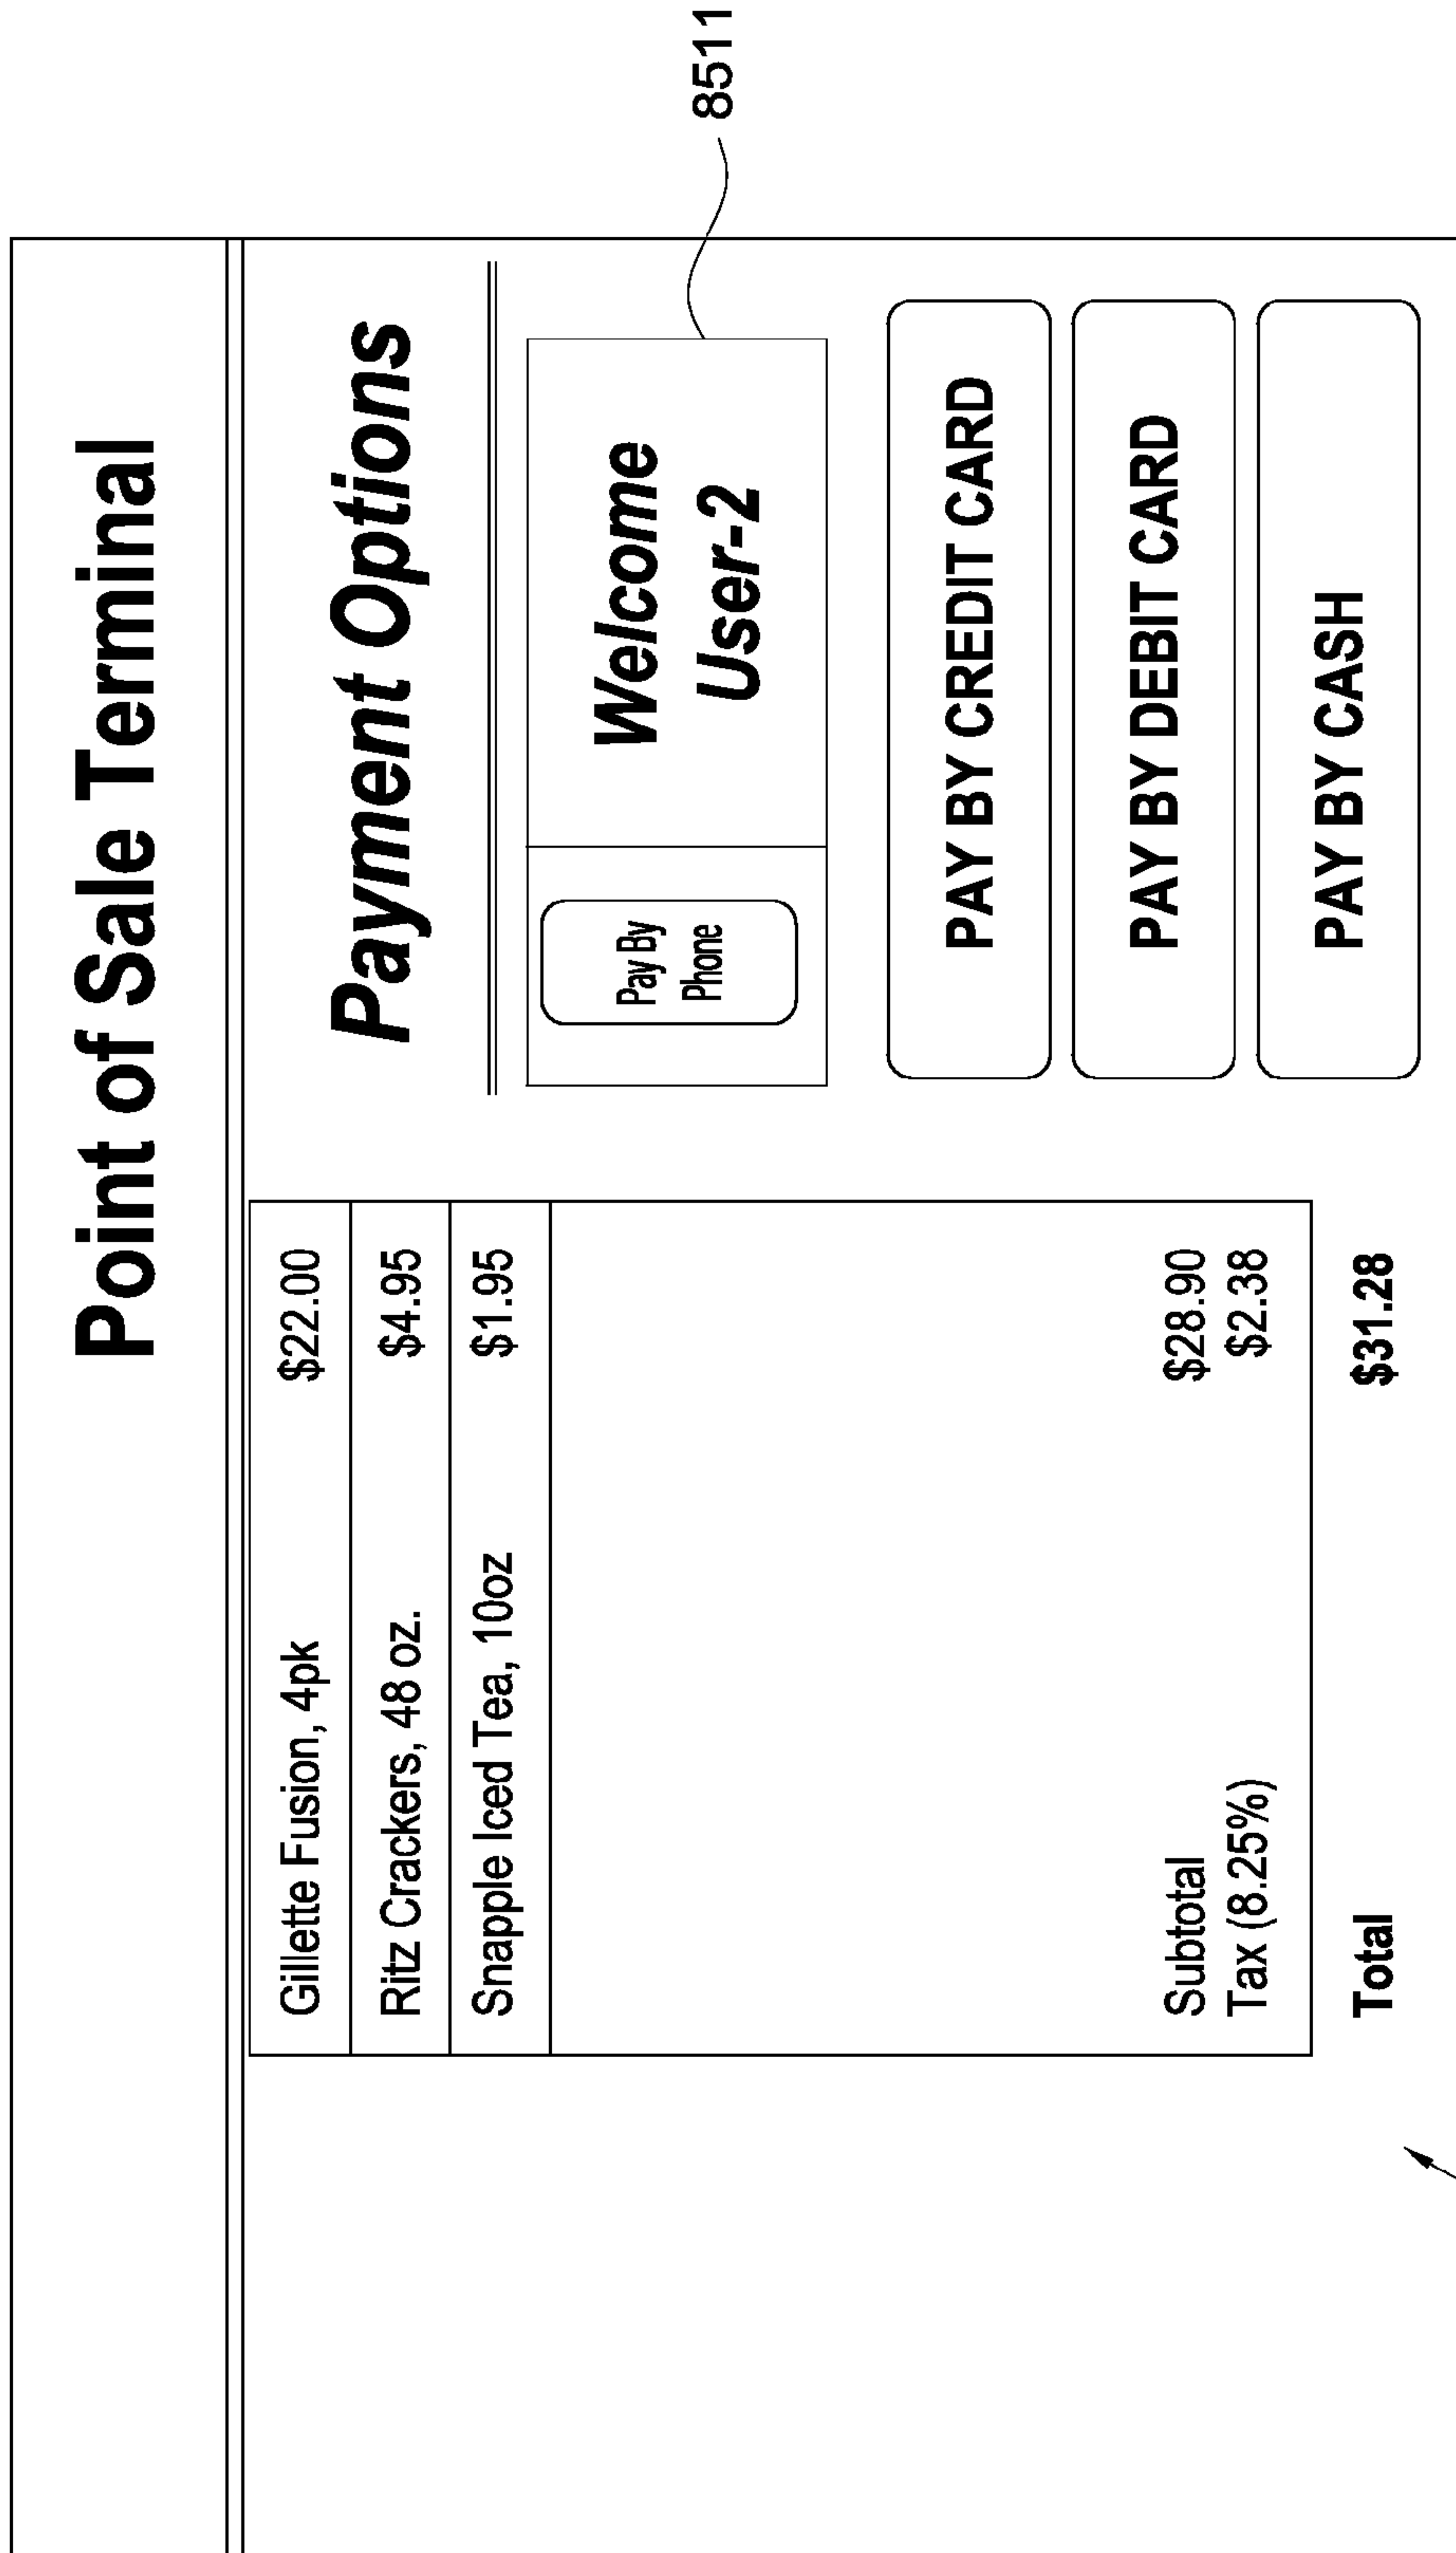 Point of Sale Terminal
Gillette Fusion, 4pk $22.00
Ritz Crackers, 48 oz. $4.95
Snapple Iced Tea, 10oz $1.95
Subtotal $28.90
Tax (8.25%) $2.38
Total $31.28
Payment Options
Pay By
Phone
Welcome
User-2
8511
PAY BY CREDIT CARD
PAY BY DEBIT CARD
PAY BY CASH